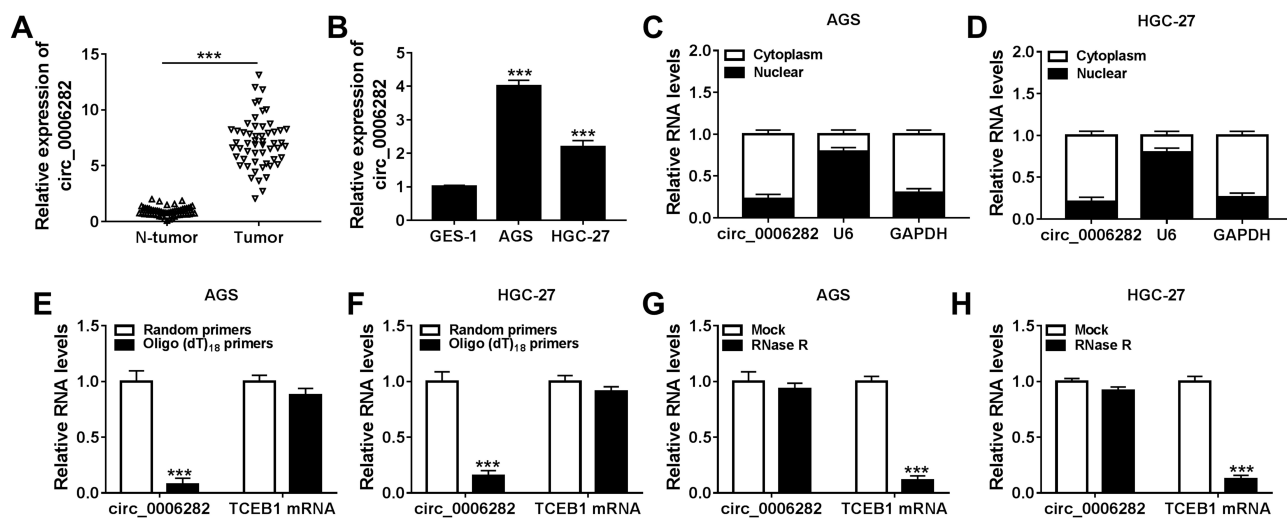 A
Relative expression of
circ_0006282
15
10
5
0
***
N-tumor Tumor
B
Relative expression of
circ_0006282
5
4
3
2
1
0
***
***
GES-1 AGS HGC-27
C
AGS
Relative RNA levels
2.0
1.5
1.0
0.5
0.0
Cytoplasm
Nuclear
circ_0006282 U6 GAPDH
D
HGC-27
Relative RNA levels
2.0
1.5
1.0
0.5
0.0
Cytoplasm
Nuclear
circ_0006282 U6 GAPDH
E
AGS
Relative RNA levels
1.5
1.0
0.5
0.0
Random primers
Oligo (dT)18 primers
***
circ_0006282 TCEB1 mRNA
F
HGC-27
Relative RNA levels
1.5
1.0
0.5
0.0
Random primers
Oligo (dT)18 primers
***
circ_0006282 TCEB1 mRNA
G
AGS
Relative RNA levels
1.5
1.0
0.5
0.0
Mock
RNase R
***
circ_0006282 TCEB1 mRNA
H
HGC-27
Relative RNA levels
1.5
1.0
0.5
0.0
Mock
RNase R
***
circ_0006282 TCEB1 mRNA